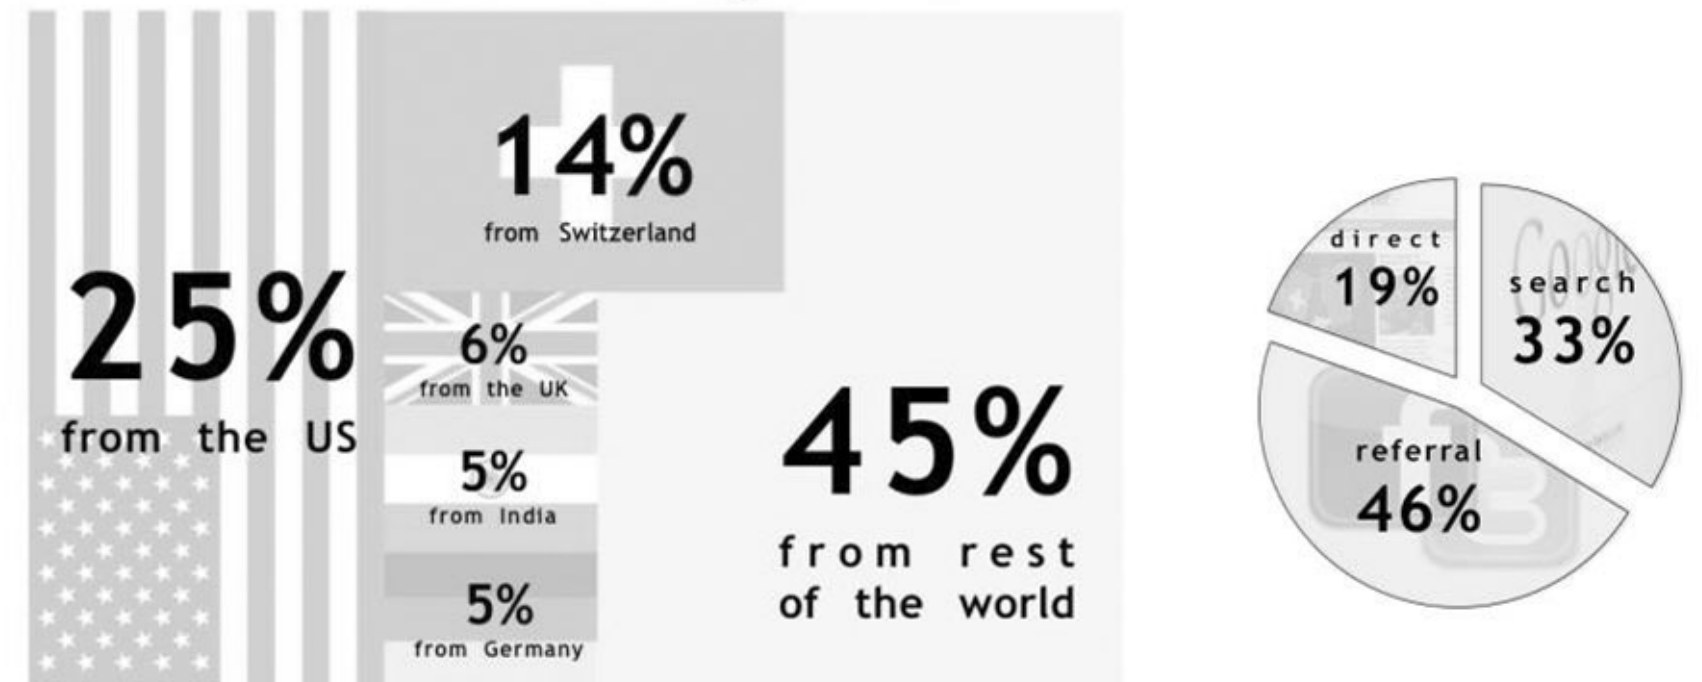 14%
from Switzerland
25%
from the US
6%
from the UK
5%
from India
5%
from Germany
45%
from rest
of the world
direct
19%
search
33%
referral
46%
Google